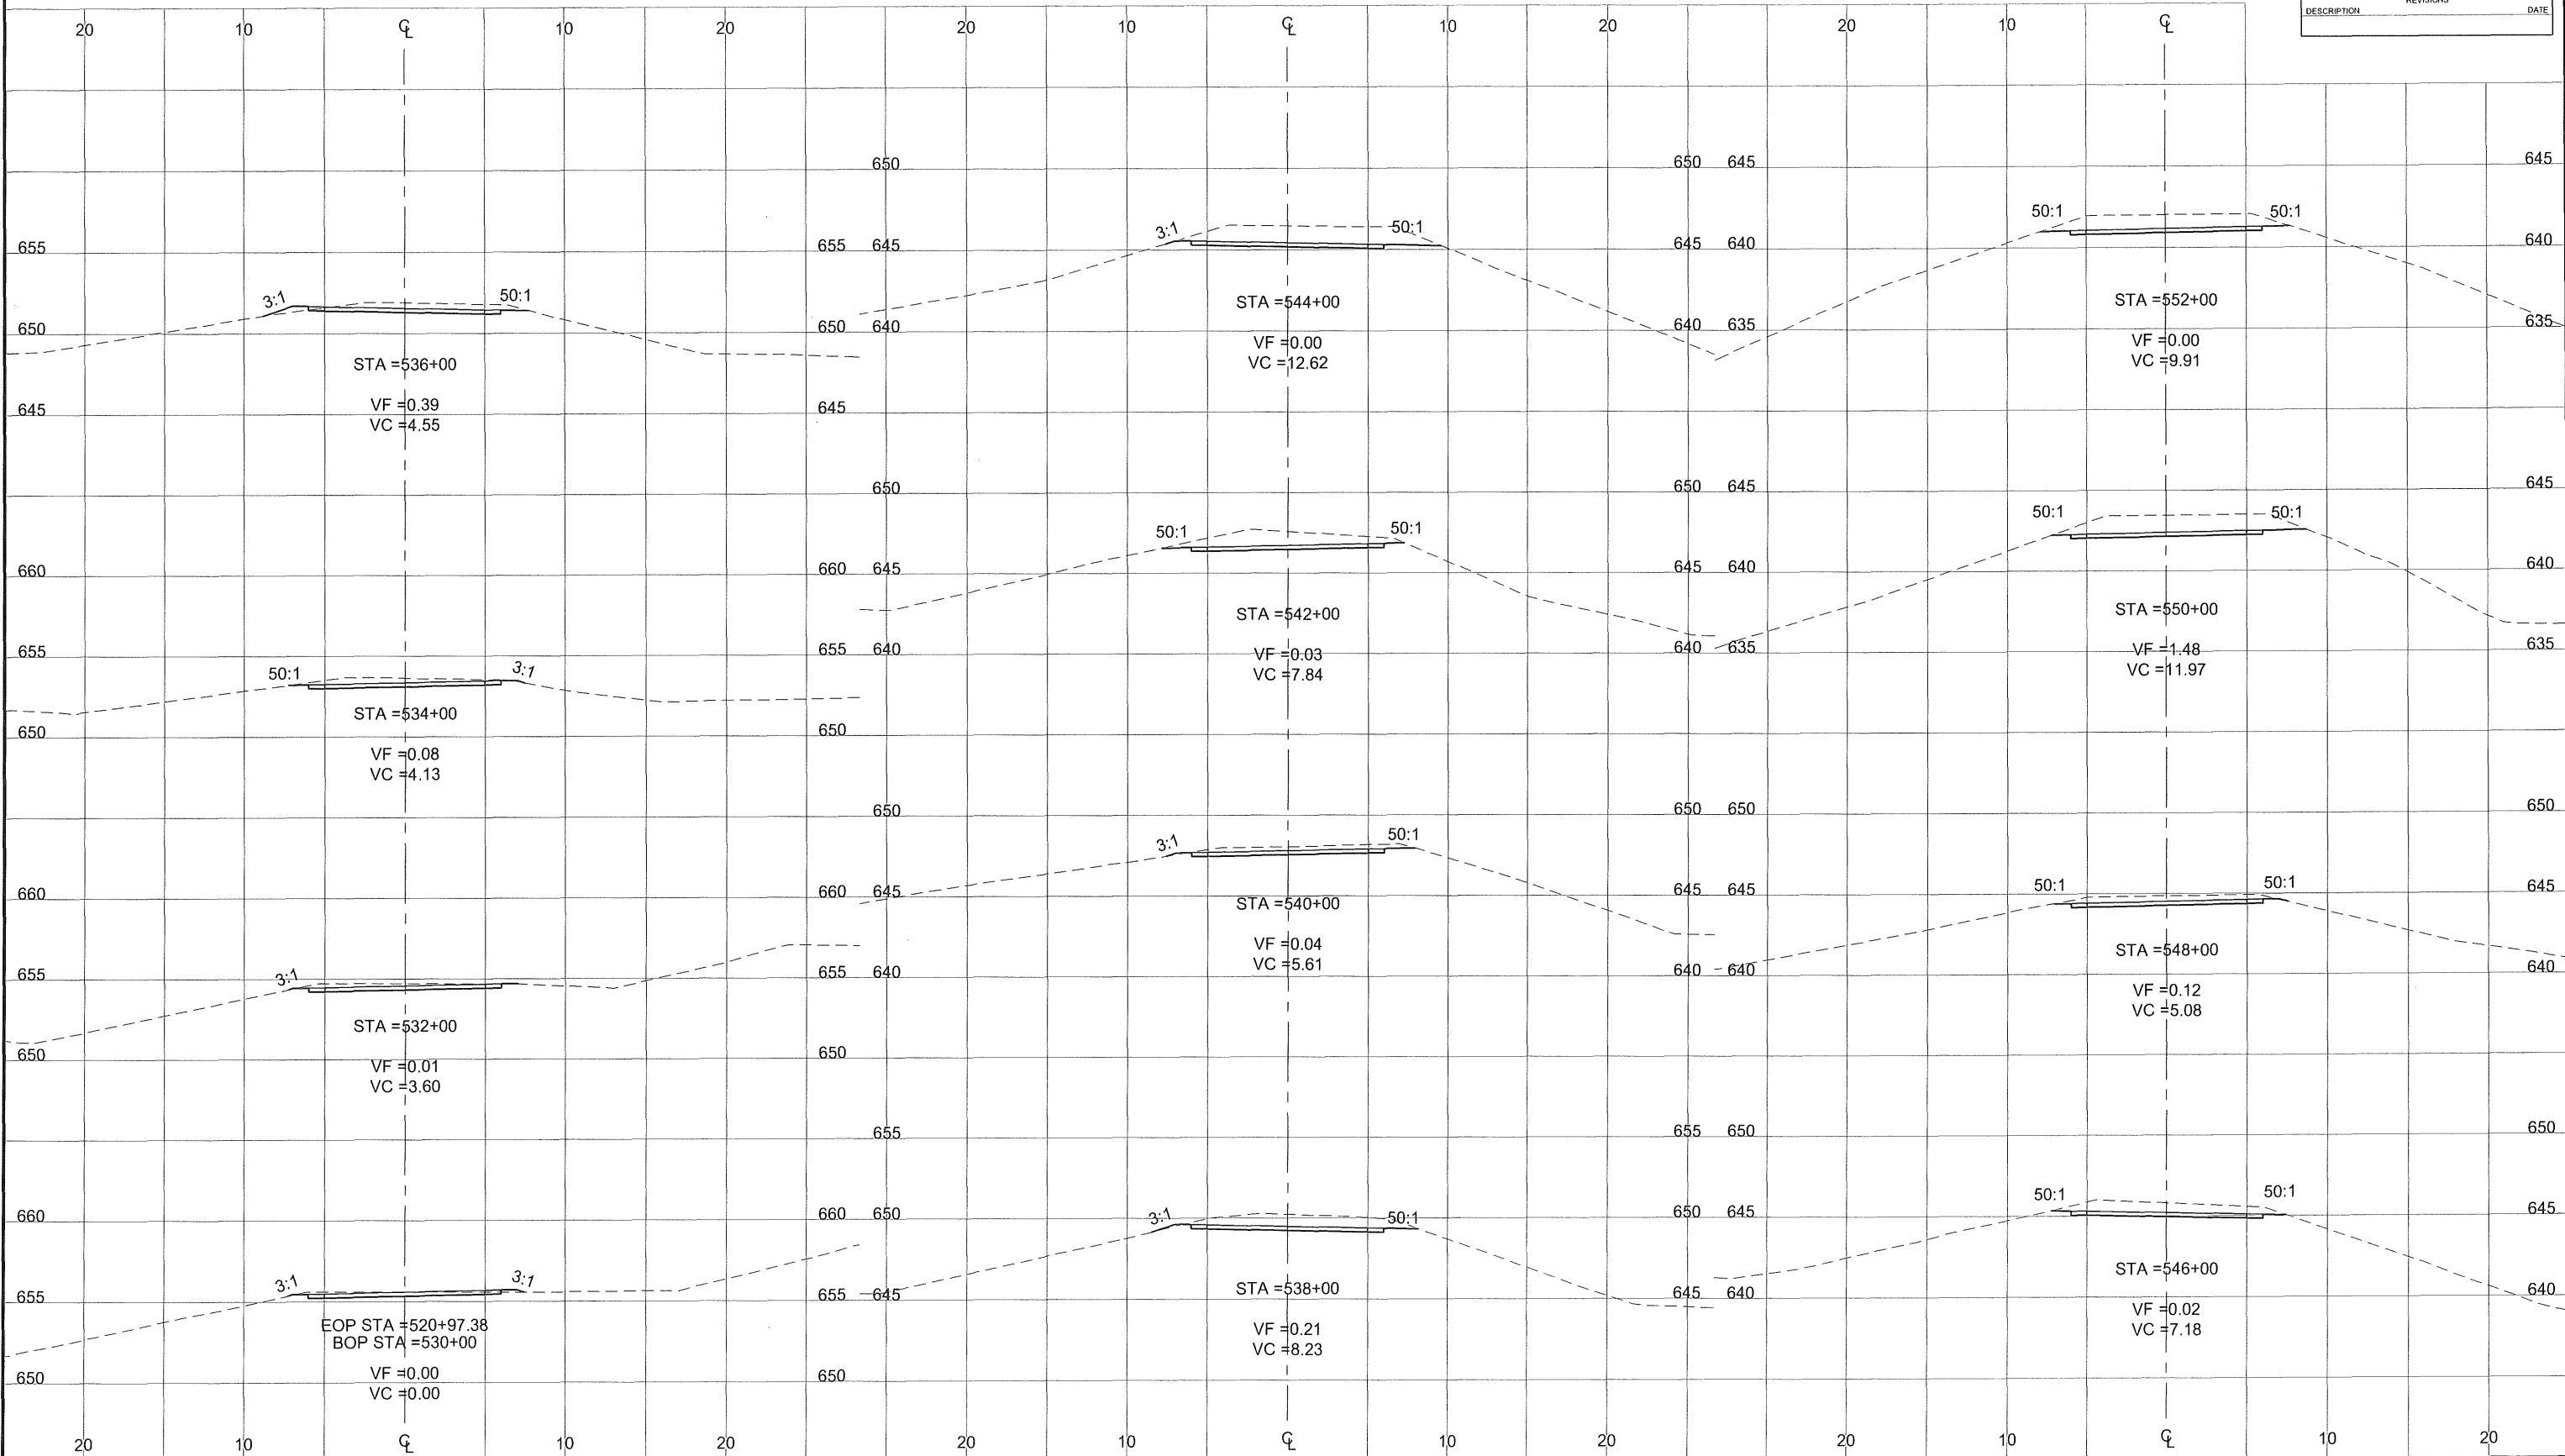 REVISIONS
DESCRIPTION DATE
20 10 ℄ 10 20 20 10 ℄ 10 20 20 10 ℄
650 650 645 645
3:1 50:1 50:1 50:1
655 655 645 645 640 640
3:1 50:1
STA =544+00
STA =552+00
650 650 640 640 635 635
VF =0.00
VC =12.62
VF =0.00
VC =9.91
STA =536+00
VF =0.39
VC =4.55
645 645
650 650 645 645
50:1 50:1 50:1 50:1
660 660 645 645 640 640
STA =542+00
STA =550+00
655 655 640 640 635 635
VF =0.03
VC =7.84
VF =1.48
VC =11.97
50:1 3:1
STA =534+00
650 650
VF =0.08
VC =4.13
650 650 650 650
3:1 50:1
50:1 50:1
660 660 645 645 645 645
STA =540+00
VF =0.04
VC =5.61
STA =548+00
655 655 640 640 640 640
3:1
VF =0.12
VC =5.08
STA =532+00
650 650
VF =0.01
VC =3.60
655 655 650 650
50:1 50:1
660 660 650 650 645 645
3:1 50:1
STA =546+00
3:1 3:1
STA =538+00
655 655 645 645 640 640
EOP STA =520+97.38
BOP STA =530+00
VF =0.21
VC =8.23
VF =0.02
VC =7.18
650 650
VF =0.00
VC =0.00
20 10 ℄ 10 20 20 10 ℄ 10 20 20 10 ℄ 10 20